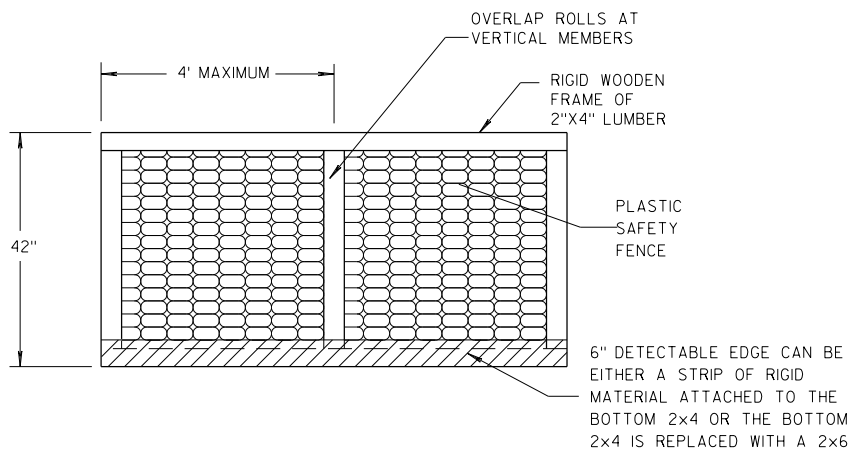 OVERLAP ROLLS AT
VERTICAL MEMBERS
4' MAXIMUM
RIGID WOODEN
FRAME OF
2"X4" LUMBER
PLASTIC
SAFETY
FENCE
42"
6" DETECTABLE EDGE CAN BE
EITHER A STRIP OF RIGID
MATERIAL ATTACHED TO THE
BOTTOM 2x4 OR THE BOTTOM
2x4 IS REPLACED WITH A 2x6